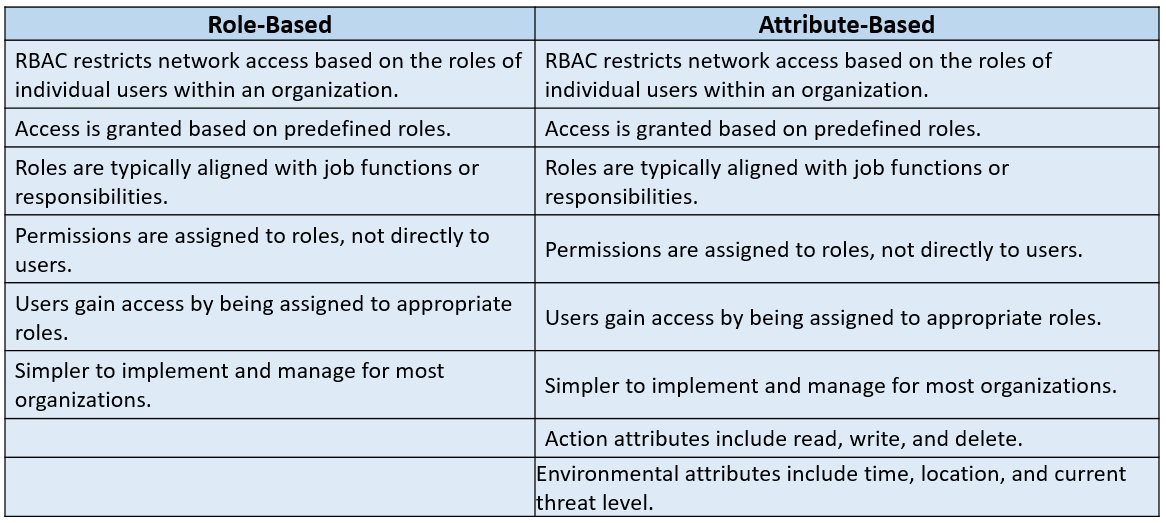 Role-Based
Attribute-Based
RBAC restricts network access based on the roles of
individual users within an organization.
RBAC restricts network access based on the roles of
individual users within an organization.
Access is granted based on predefined roles.
Access is granted based on predefined roles.
Roles are typically aligned with job functions or
responsibilities.
Roles are typically aligned with job functions or
responsibilities.
Permissions are assigned to roles, not directly to
users.
Permissions are assigned to roles, not directly to users.
Users gain access by being assigned to appropriate
roles.
Users gain access by being assigned to appropriate roles.
Simpler to implement and manage for most
organizations.
Simpler to implement and manage for most organizations.
Action attributes include read, write, and delete.
Environmental attributes include time, location, and current
threat level.